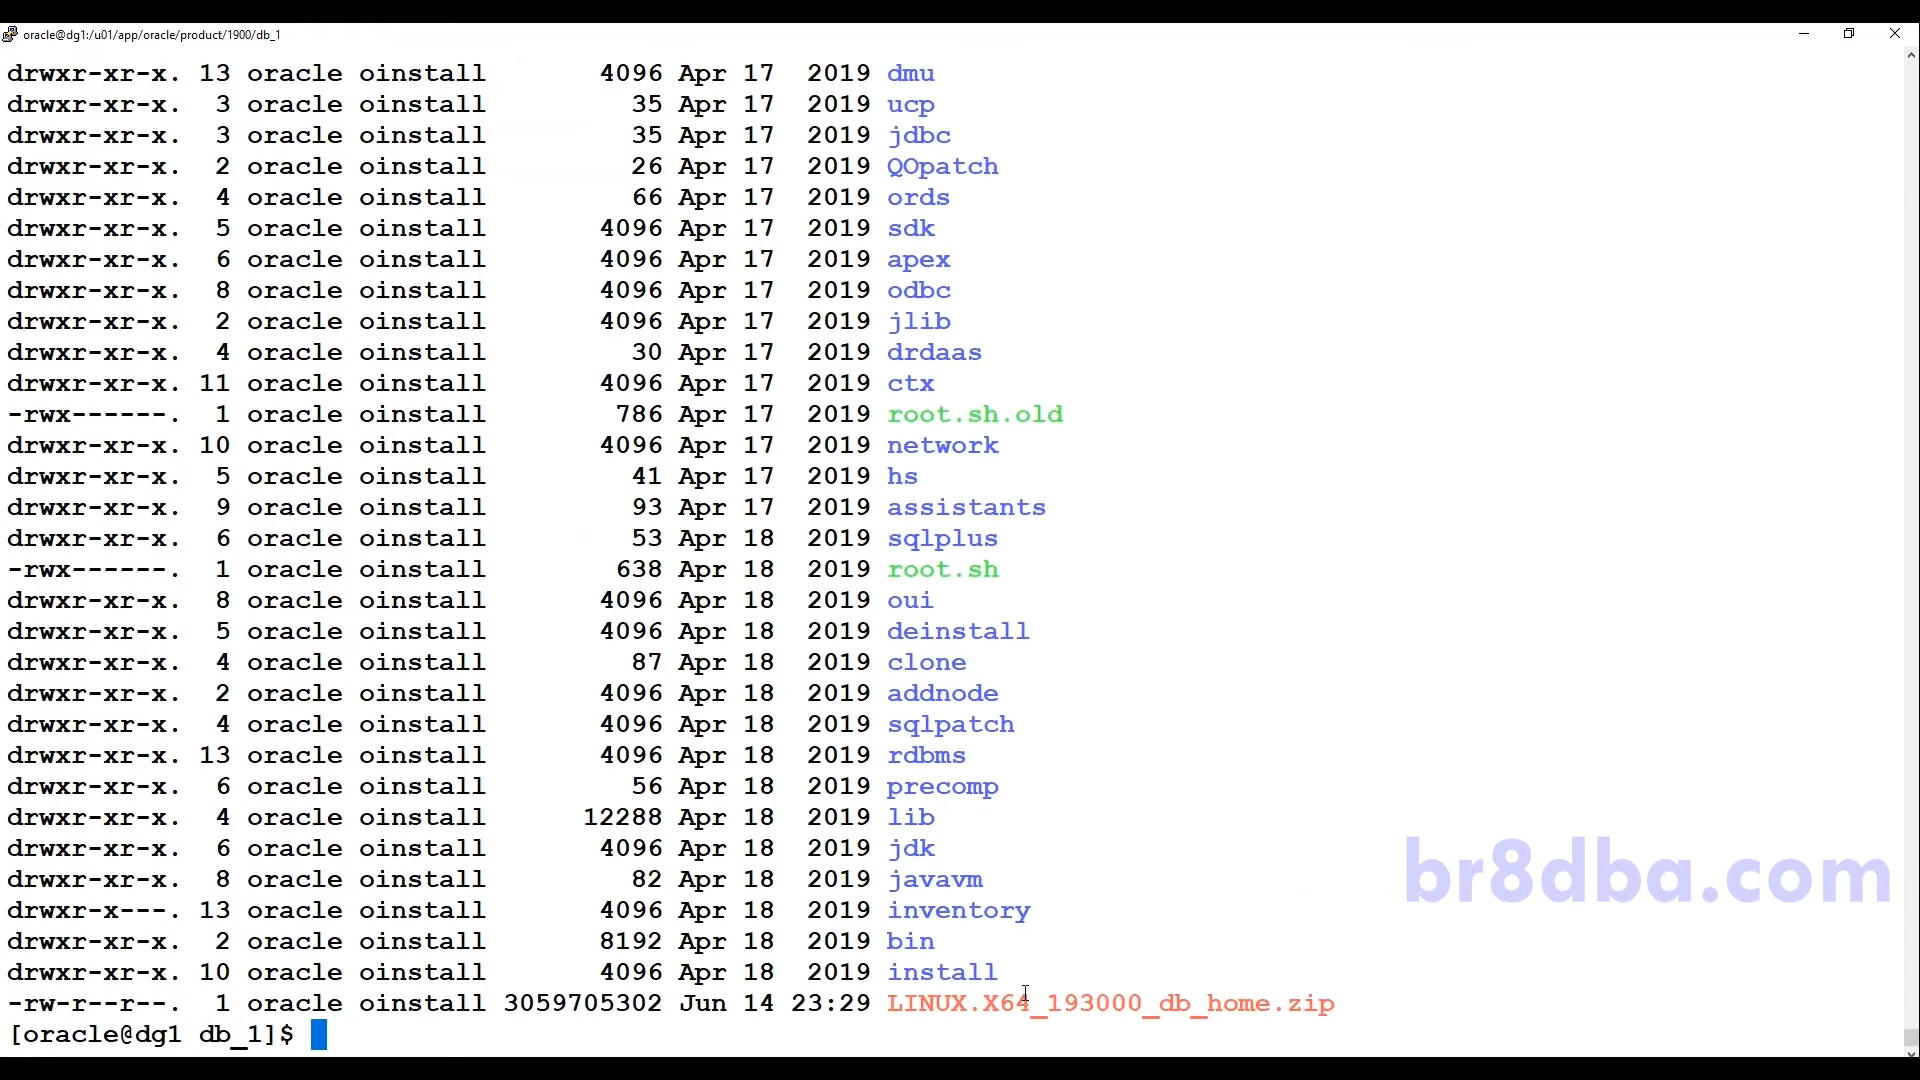 oracle@dg1:/u01/app/oracle/product/1900/db_1
drwxr-xr-x. 13 oracle oinstall 4096 Apr 17 2019 dmu
drwxr-xr-x. 3 oracle oinstall 35 Apr 17 2019 ucp
drwxr-xr-x. 3 oracle oinstall 35 Apr 17 2019 jdbc
drwxr-xr-x. 2 oracle oinstall 26 Apr 17 2019 QOpatch
drwxr-xr-x. 4 oracle oinstall 66 Apr 17 2019 ords
drwxr-xr-x. 5 oracle oinstall 4096 Apr 17 2019 sdk
drwxr-xr-x. 6 oracle oinstall 4096 Apr 17 2019 apex
drwxr-xr-x. 8 oracle oinstall 4096 Apr 17 2019 odbc
drwxr-xr-x. 2 oracle oinstall 4096 Apr 17 2019 jlib
drwxr-xr-x. 4 oracle oinstall 30 Apr 17 2019 drdaas
drwxr-xr-x. 11 oracle oinstall 4096 Apr 17 2019 ctx
-rwx------. 1 oracle oinstall 786 Apr 17 2019 root.sh.old
drwxr-xr-x. 10 oracle oinstall 4096 Apr 17 2019 network
drwxr-xr-x. 5 oracle oinstall 41 Apr 17 2019 hs
drwxr-xr-x. 9 oracle oinstall 93 Apr 17 2019 assistants
drwxr-xr-x. 6 oracle oinstall 53 Apr 18 2019 sqlplus
-rwx------. 1 oracle oinstall 638 Apr 18 2019 root.sh
drwxr-xr-x. 8 oracle oinstall 4096 Apr 18 2019 oui
drwxr-xr-x. 5 oracle oinstall 4096 Apr 18 2019 deinstall
drwxr-xr-x. 4 oracle oinstall 87 Apr 18 2019 clone
drwxr-xr-x. 2 oracle oinstall 4096 Apr 18 2019 addnode
drwxr-xr-x. 4 oracle oinstall 4096 Apr 18 2019 sqlpatch
drwxr-xr-x. 13 oracle oinstall 4096 Apr 18 2019 rdbms
drwxr-xr-x. 6 oracle oinstall 56 Apr 18 2019 precomp
drwxr-xr-x. 4 oracle oinstall 12288 Apr 18 2019 lib
drwxr-xr-x. 6 oracle oinstall 4096 Apr 18 2019 jdk
drwxr-xr-x. 8 oracle oinstall 82 Apr 18 2019 javavm
drwxr-x---. 13 oracle oinstall 4096 Apr 18 2019 inventory
drwxr-xr-x. 2 oracle oinstall 8192 Apr 18 2019 bin
drwxr-xr-x. 10 oracle oinstall 4096 Apr 18 2019 install
-rw-r--r--. 1 oracle oinstall 3059705302 Jun 14 23:29 LINUX.X64_193000_db_home.zip
[oracle@dg1 db_1]$
br8dba.com